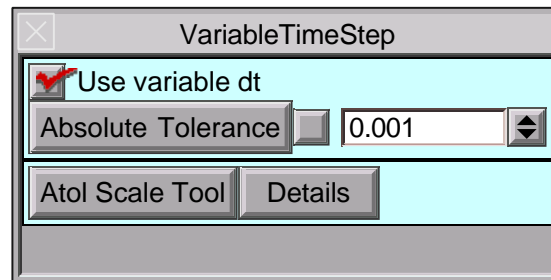 VariableTimeStep
Use variable dt
Absolute Tolerance 0.001
Atol Scale Tool Details